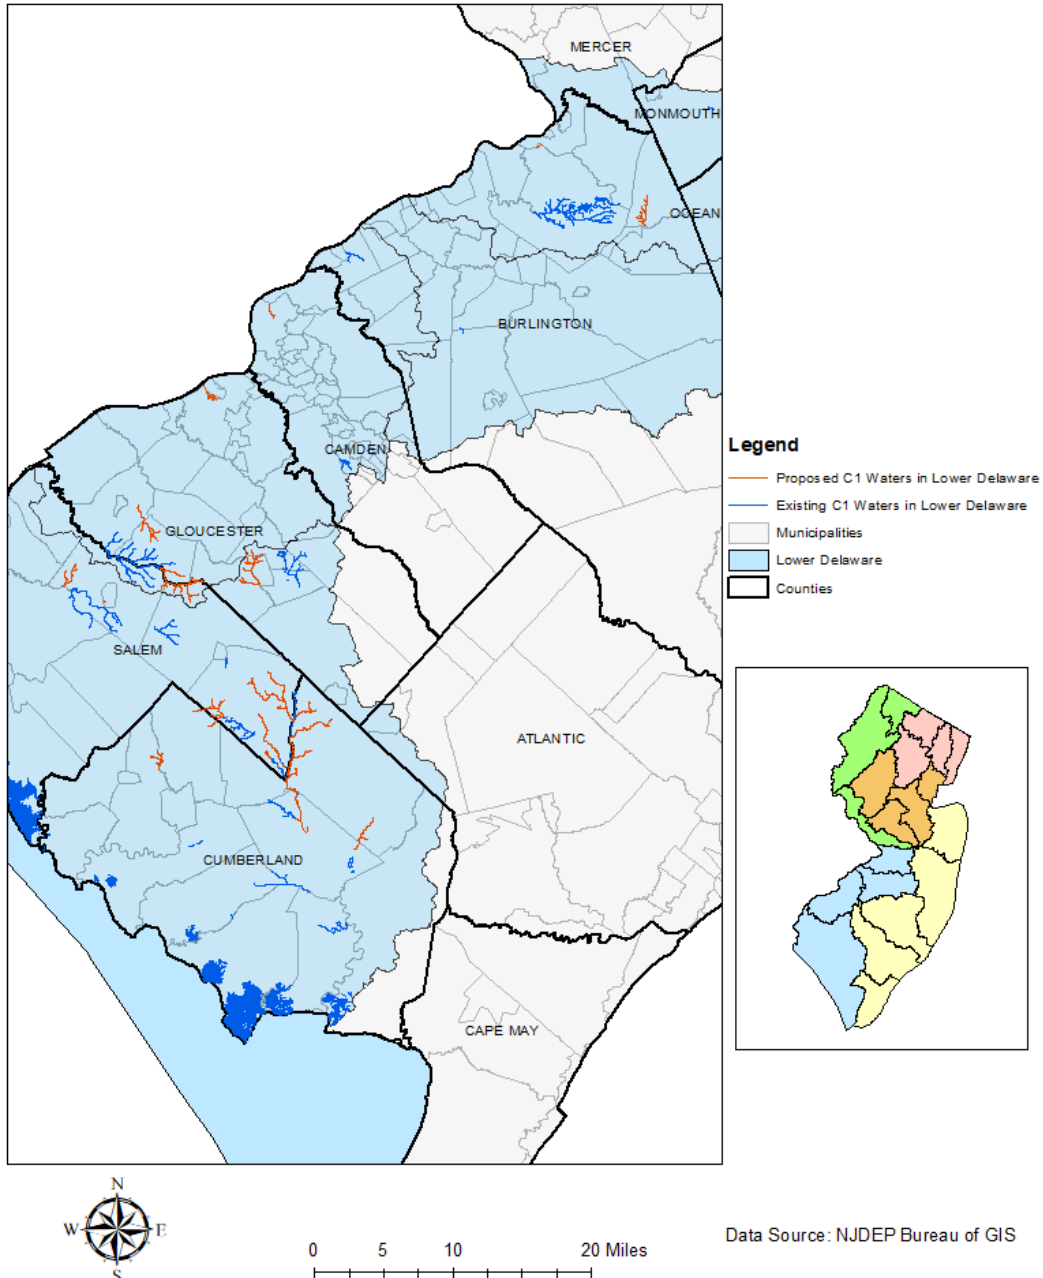 MERCER
MONMOUTH
OCEAN
BURLINGTON
CAMDEN
GLOUCESTER
SALEM
ATLANTIC
CUMBERLAND
CAPE MAY
Legend
Proposed C1 Waters in Lower Delaware
Existing C1 Waters in Lower Delaware
Municipalities
Lower Delaware
Counties
N
W E
S
0 5 10 20 Miles
Data Source: NJDEP Bureau of GIS